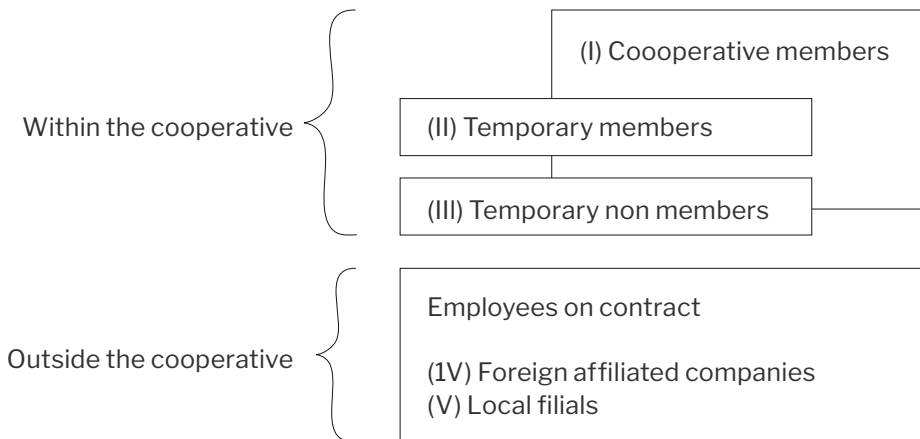 (I) Coooperative members
Within the cooperative
(II) Temporary members
(III) Temporary non members
Employees on contract
Outside the cooperative
(1V) Foreign affiliated companies
(V) Local filials